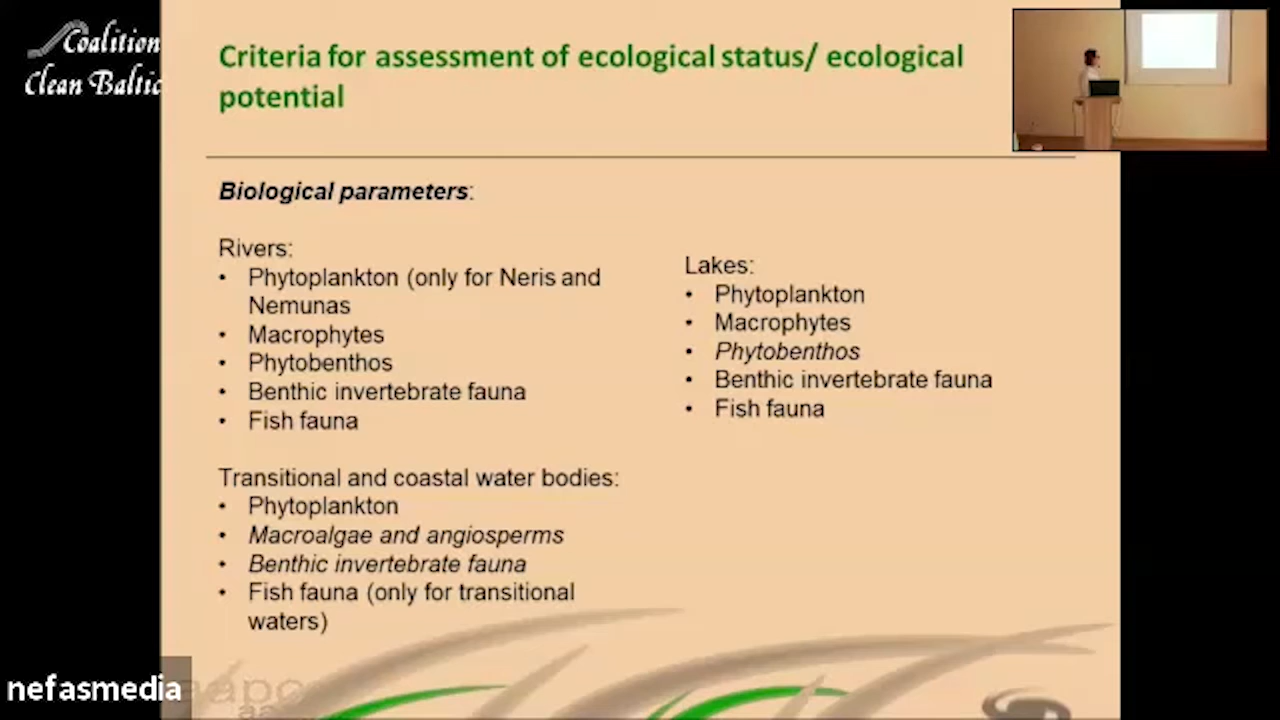 Coalition
Clean Baltic
Criteria for assessment of ecological status/ ecological
potential
Biological parameters:
Rivers:
• Phytoplankton (only for Neris and
Nemunas
• Macrophytes
• Phytobenthos
• Benthic invertebrate fauna
• Fish fauna
Lakes:
• Phytoplankton
• Macrophytes
• Phytobenthos
• Benthic invertebrate fauna
• Fish fauna
Transitional and coastal water bodies:
• Phytoplankton
• Macroalgae and angiosperms
• Benthic invertebrate fauna
• Fish fauna (only for transitional
waters)
nefasmedia